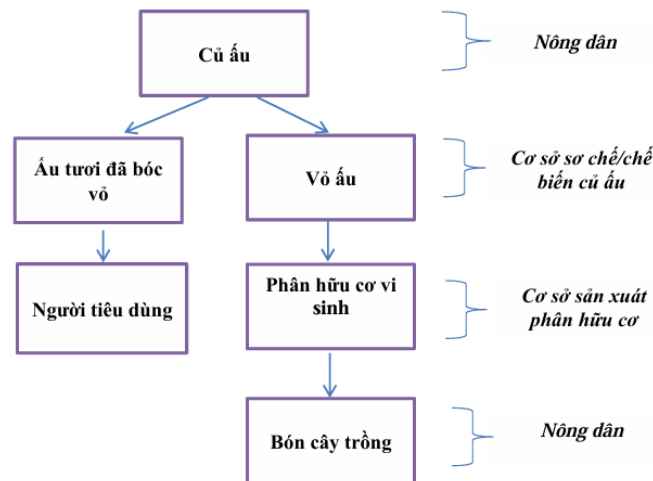 Củ ấu
Nông dân
Ấu tươi đã bóc
vỏ
Vỏ ấu
Cơ sở sơ chế/chế
biến củ ấu
Người tiêu dùng
Phân hữu cơ vi
sinh
Cơ sở sản xuát
phân hữu cơ
Bón cây trồng
Nông dân